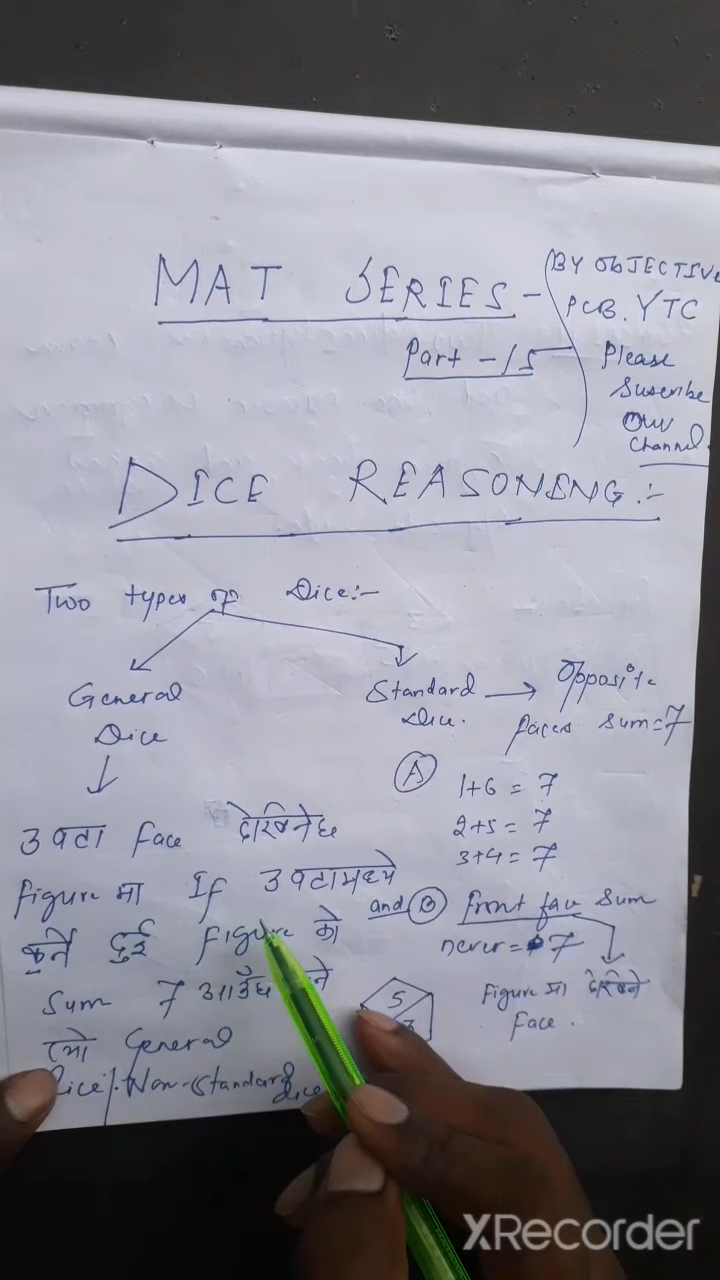 MAT SERIES -
Part - 15
BY OBJECTIVE
PCB. YTC
Please
Suscribe
Our
Channel.
DICE REASONING :-
Two types of Dice:-
General
Dice
Standard
Dice.
Opposite
faces sum=7
(A)
1+6 = 7
2+5 = 7
3+4 = 7
3 वटा Face देखिनेछ
figure मा If 3 वटामध्ये
कुनै दुई figure को
Sum 7 आउँछ भने
त्यो General
Dice/Non-standard
dice
and (B) front face sum
never = 7
figure मा देखिने
Face.
5
XRecorder